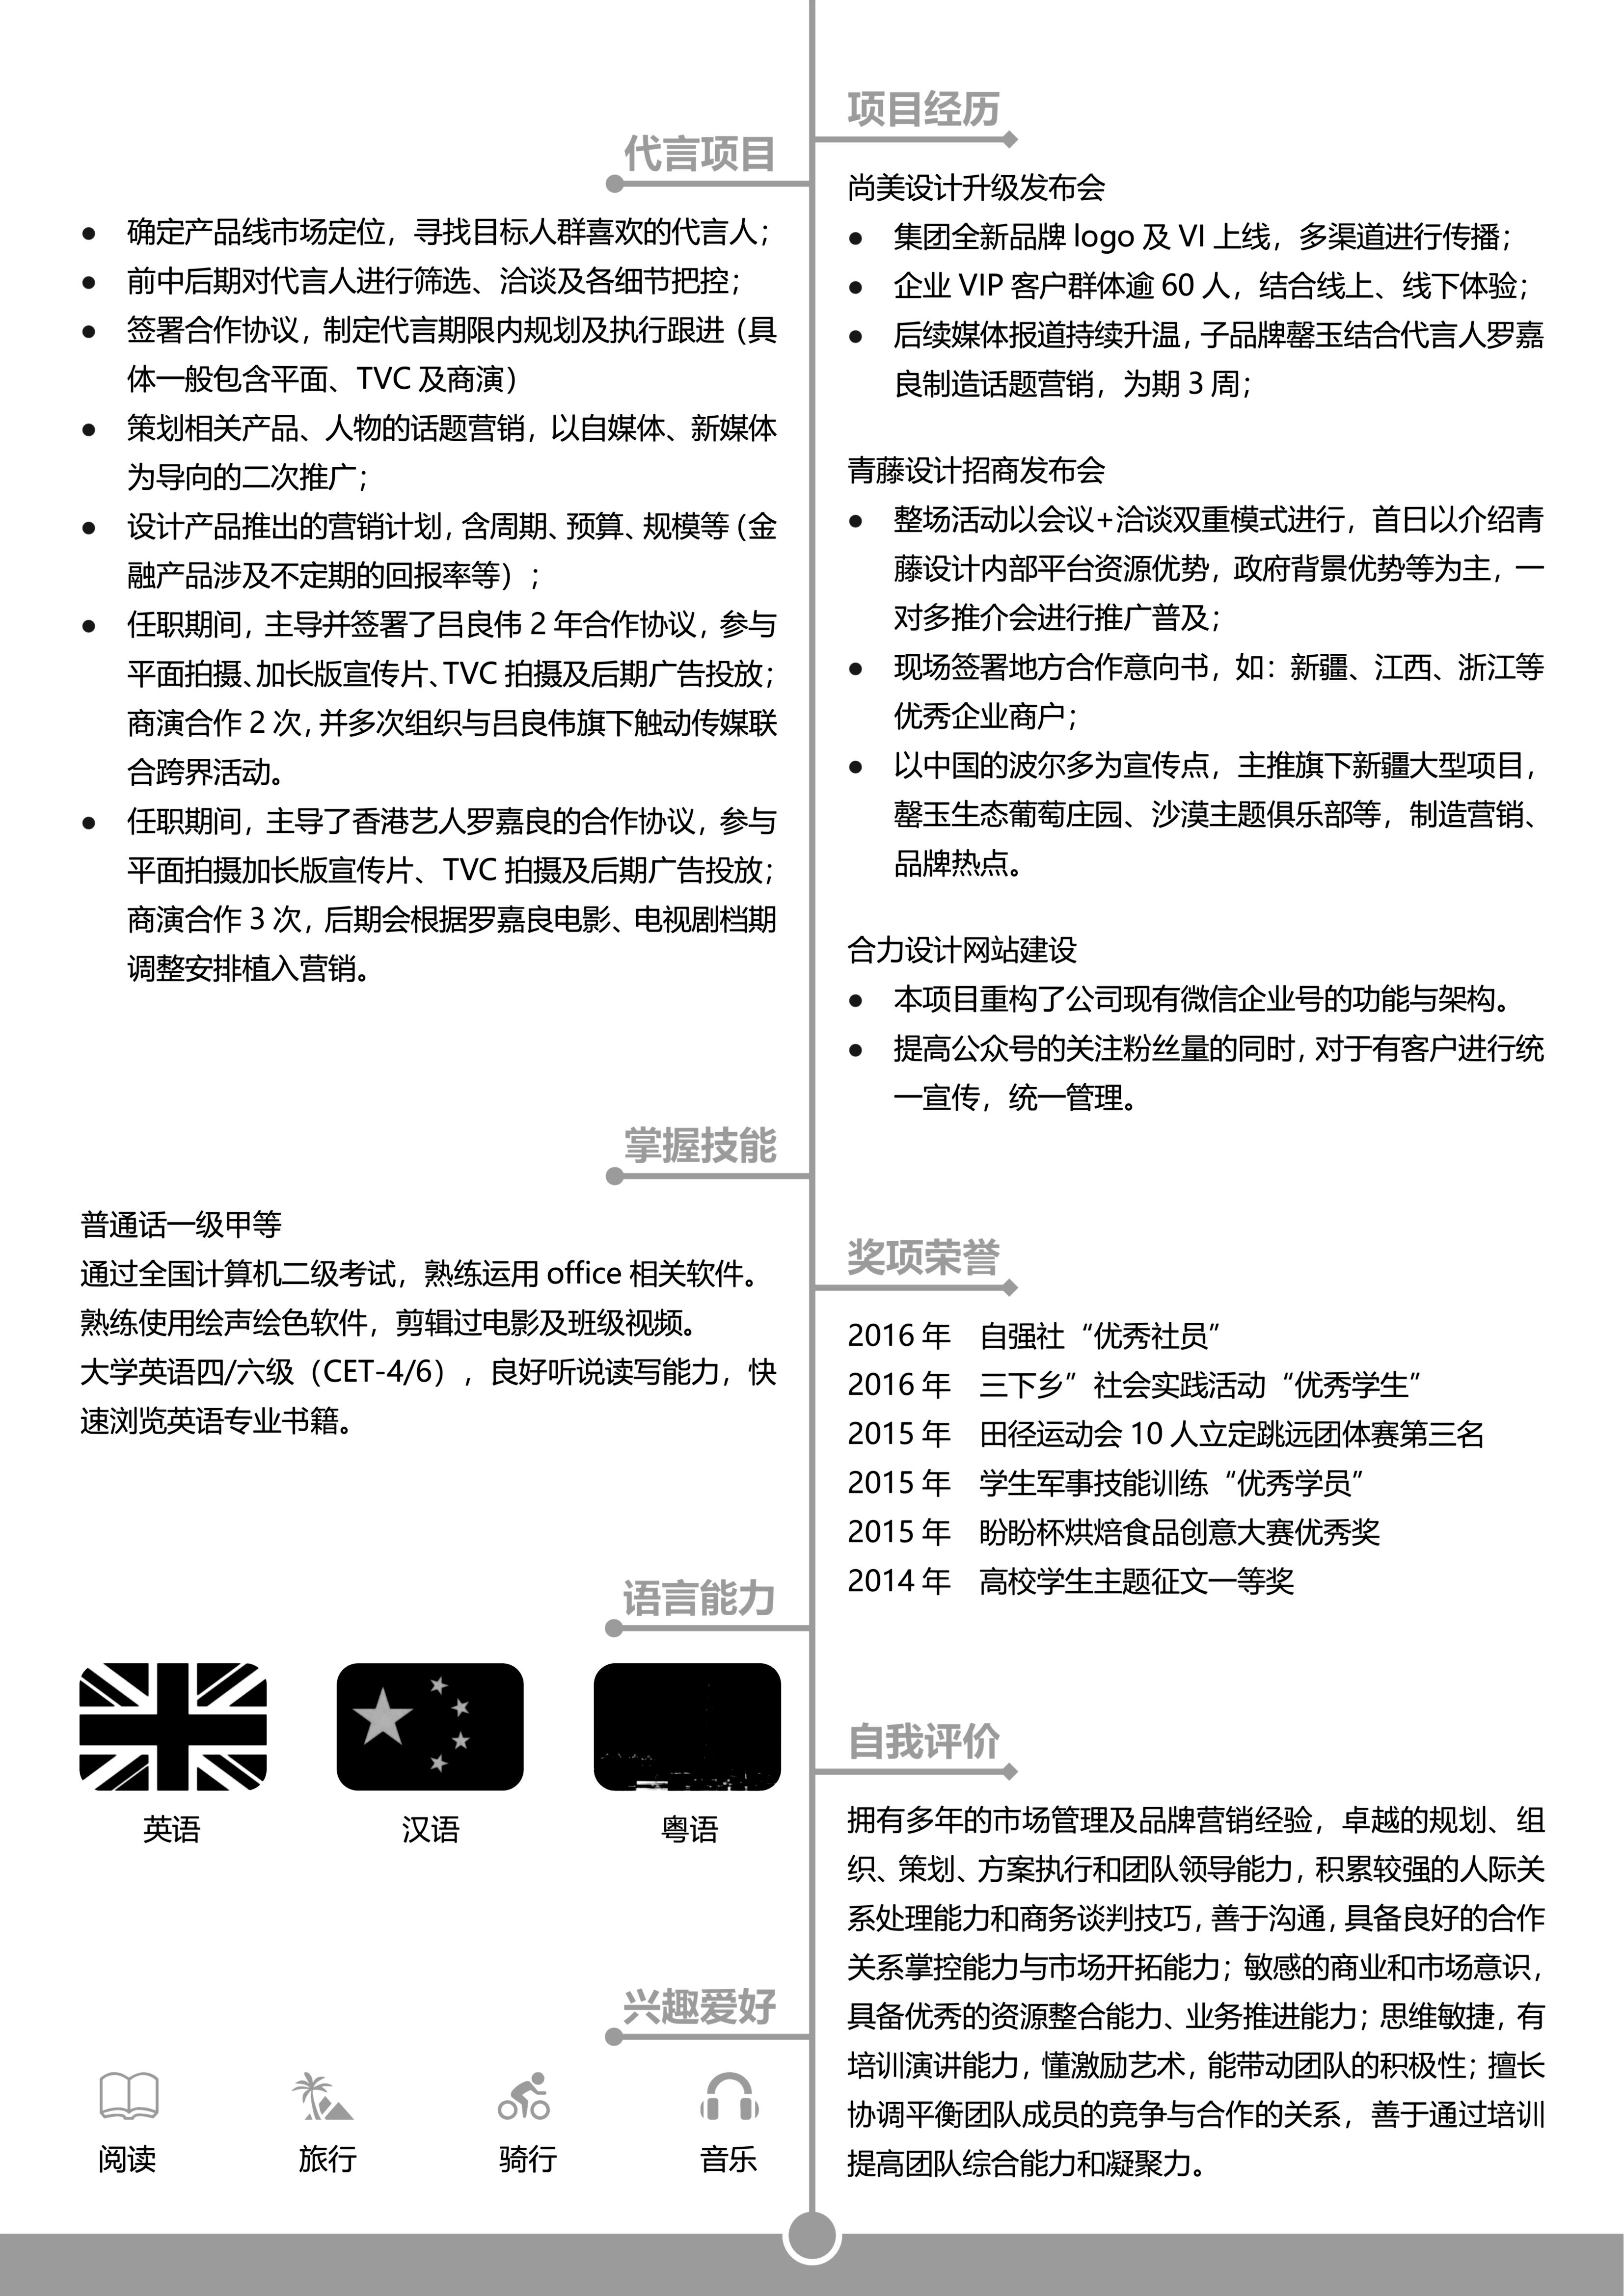 代言项目
● 确定产品线市场定位，寻找目标人群喜欢的代言人；
● 前中后期对代言人进行筛选、洽谈及各细节把控；
● 签署合作协议，制定代言期限内规划及执行跟进（具
体一般包含平面、TVC 及商演）
● 策划相关产品、人物的话题营销，以自媒体、新媒体
为导向的二次推广；
● 设计产品推出的营销计划，含周期、预算、规模等（金
融产品涉及不定期的回报率等）；
● 任职期间，主导并签署了吕良伟 2 年合作协议，参与
平面拍摄、加长版宣传片、TVC 拍摄及后期广告投放；
商演合作 2 次，并多次组织与吕良伟旗下触动传媒联
合跨界活动。
● 任职期间，主导了香港艺人罗嘉良的合作协议，参与
平面拍摄加长版宣传片、TVC 拍摄及后期广告投放；
商演合作 3 次，后期会根据罗嘉良电影、电视剧档期
调整安排植入营销。
掌握技能
普通话一级甲等
通过全国计算机二级考试，熟练运用 office 相关软件。
熟练使用绘声绘色软件，剪辑过电影及班级视频。
大学英语四/六级（CET-4/6），良好听说读写能力，快
速浏览英语专业书籍。
语言能力
英语 汉语 粤语
兴趣爱好
阅读 旅行 骑行 音乐
项目经历
尚美设计升级发布会
● 集团全新品牌 logo 及 VI 上线，多渠道进行传播；
● 企业 VIP 客户群体逾 60 人，结合线上、线下体验；
● 后续媒体报道持续升温，子品牌罄玉结合代言人罗嘉
良制造话题营销，为期 3 周；
青藤设计招商发布会
● 整场活动以会议+洽谈双重模式进行，首日以介绍青
藤设计内部平台资源优势，政府背景优势等为主，一
对多推介会进行推广普及；
● 现场签署地方合作意向书，如：新疆、江西、浙江等
优秀企业商户；
● 以中国的波尔多为宣传点，主推旗下新疆大型项目，
罄玉生态葡萄庄园、沙漠主题俱乐部等，制造营销、
品牌热点。
合力设计网站建设
● 本项目重构了公司现有微信企业号的功能与架构。
● 提高公众号的关注粉丝量的同时，对于有客户进行统
一宣传，统一管理。
奖项荣誉
2016 年 自强社“优秀社员”
2016 年 三下乡”社会实践活动“优秀学生”
2015 年 田径运动会 10 人立定跳远团体赛第三名
2015 年 学生军事技能训练“优秀学员”
2015 年 盼盼杯烘焙食品创意大赛优秀奖
2014 年 高校学生主题征文一等奖
自我评价
拥有多年的市场管理及品牌营销经验，卓越的规划、组
织、策划、方案执行和团队领导能力，积累较强的人际关
系处理能力和商务谈判技巧，善于沟通，具备良好的合作
关系掌控能力与市场开拓能力；敏感的商业和市场意识，
具备优秀的资源整合能力、业务推进能力；思维敏捷，有
培训演讲能力，懂激励艺术，能带动团队的积极性；擅长
协调平衡团队成员的竞争与合作的关系，善于通过培训
提高团队综合能力和凝聚力。